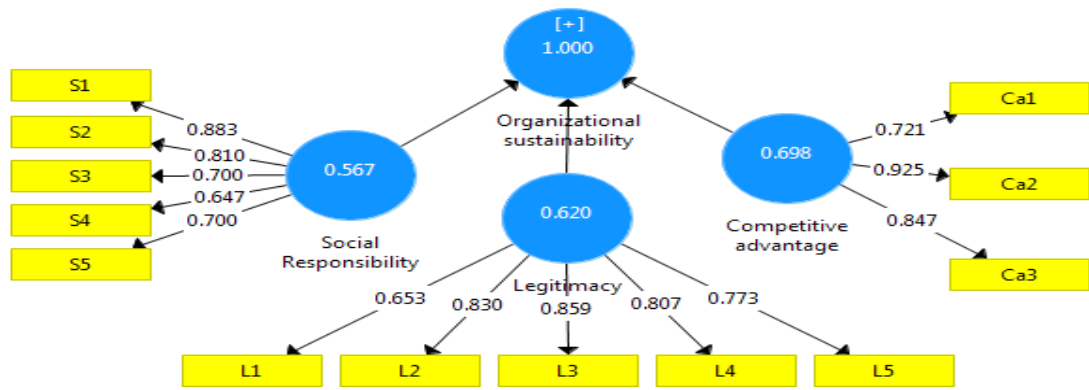 [+]
1.000
Organizational
sustainability
S1
S2
S3
S4
S5
0.883
0.810
0.700
0.647
0.700
0.567
Social
Responsibility
0.620
Legitimacy
0.653
0.830
0.859
0.807
0.773
L1
L2
L3
L4
L5
0.698
Competitive
advantage
0.721
0.925
0.847
Ca1
Ca2
Ca3